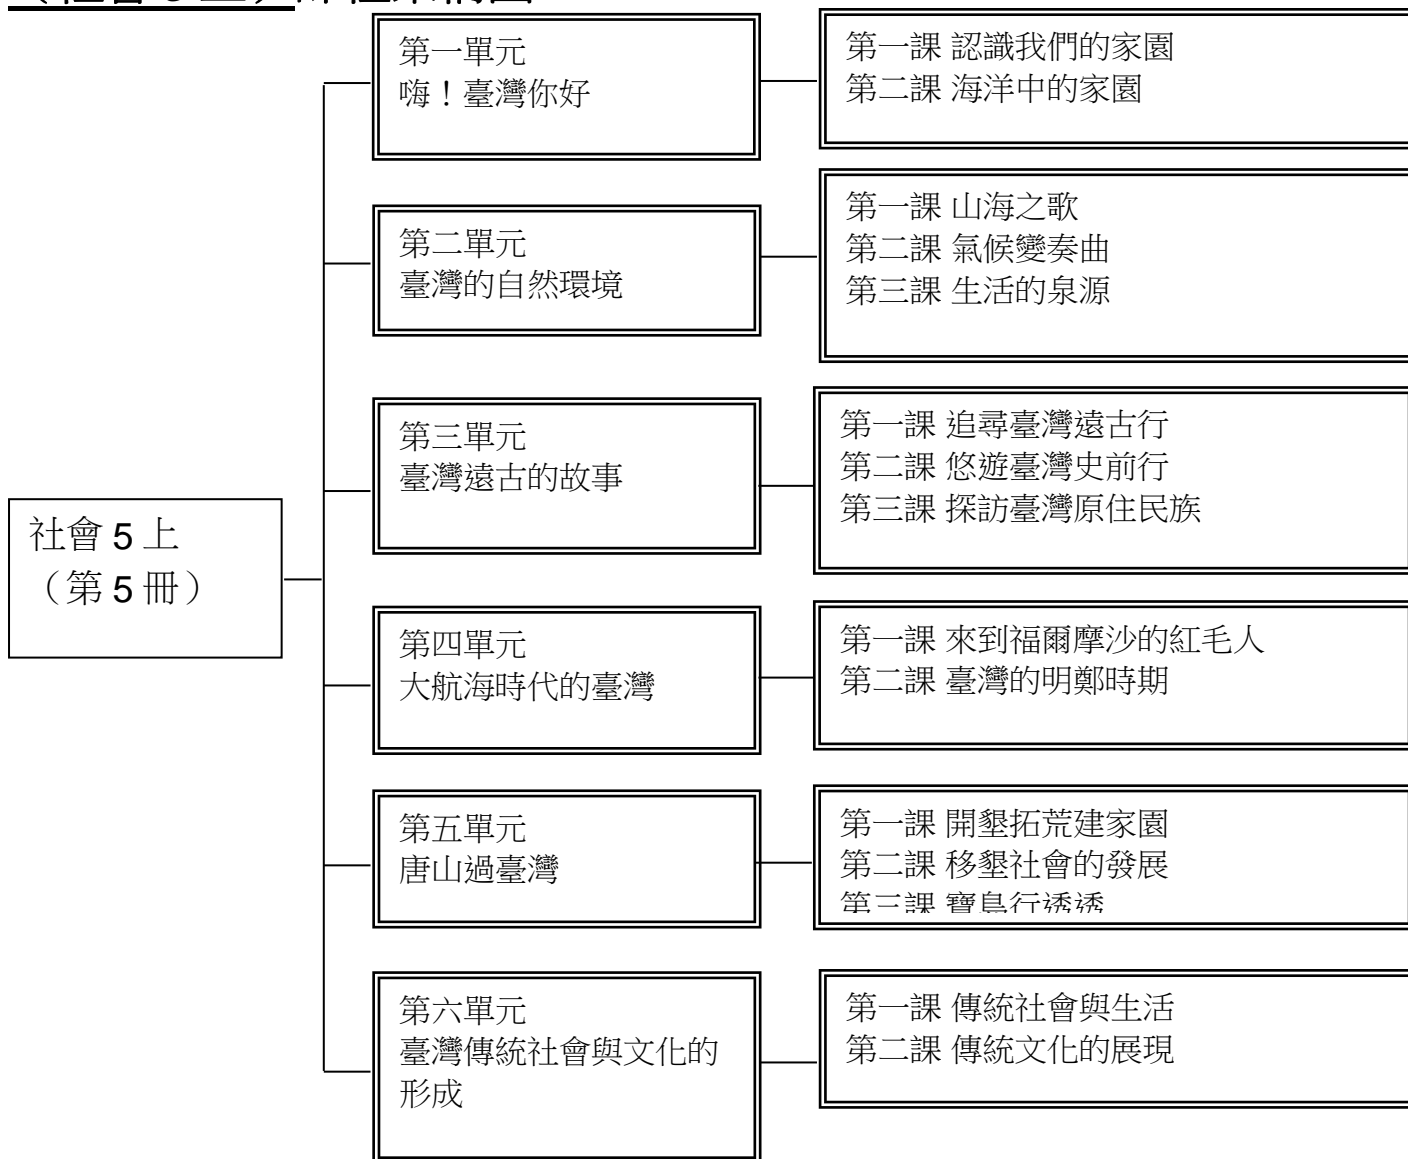 社會 5 上
（第 5 冊）
第一單元
嗨！臺灣你好
第一課 認識我們的家園
第二課 海洋中的家園
第二單元
臺灣的自然環境
第一課 山海之歌
第二課 氣候變奏曲
第三課 生活的泉源
第三單元
臺灣遠古的故事
第一課 追尋臺灣遠古行
第二課 悠遊臺灣史前行
第三課 探訪臺灣原住民族
第四單元
大航海時代的臺灣
第一課 來到福爾摩沙的紅毛人
第二課 臺灣的明鄭時期
第五單元
唐山過臺灣
第一課 開墾拓荒建家園
第二課 移墾社會的發展
第三課 寶島行透透
第六單元
臺灣傳統社會與文化的
形成
第一課 傳統社會與生活
第二課 傳統文化的展現